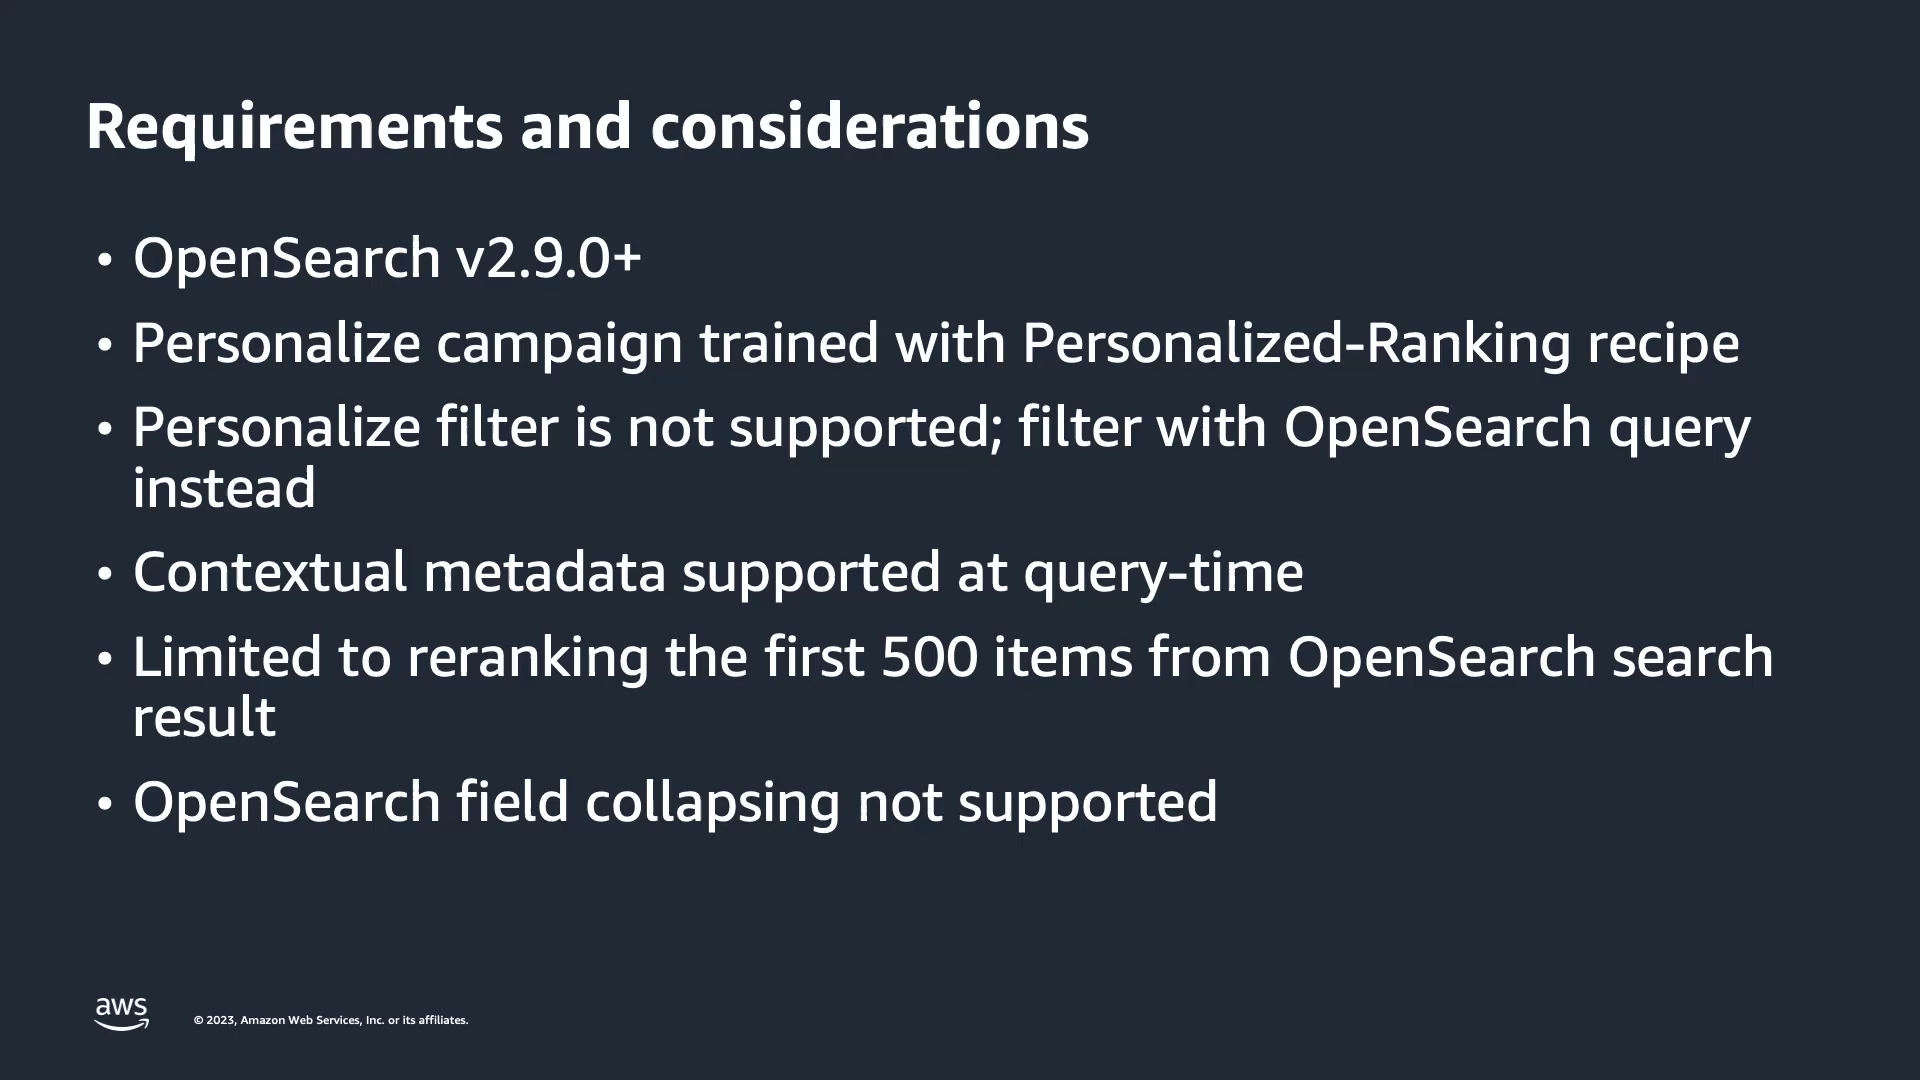 Requirements and considerations
• OpenSearch v2.9.0+
• Personalize campaign trained with Personalized-Ranking recipe
• Personalize filter is not supported; filter with OpenSearch query
instead
• Contextual metadata supported at query-time
• Limited to reranking the first 500 items from OpenSearch search
result
• OpenSearch field collapsing not supported
aws
© 2023, Amazon Web Services, Inc. or its affiliates.